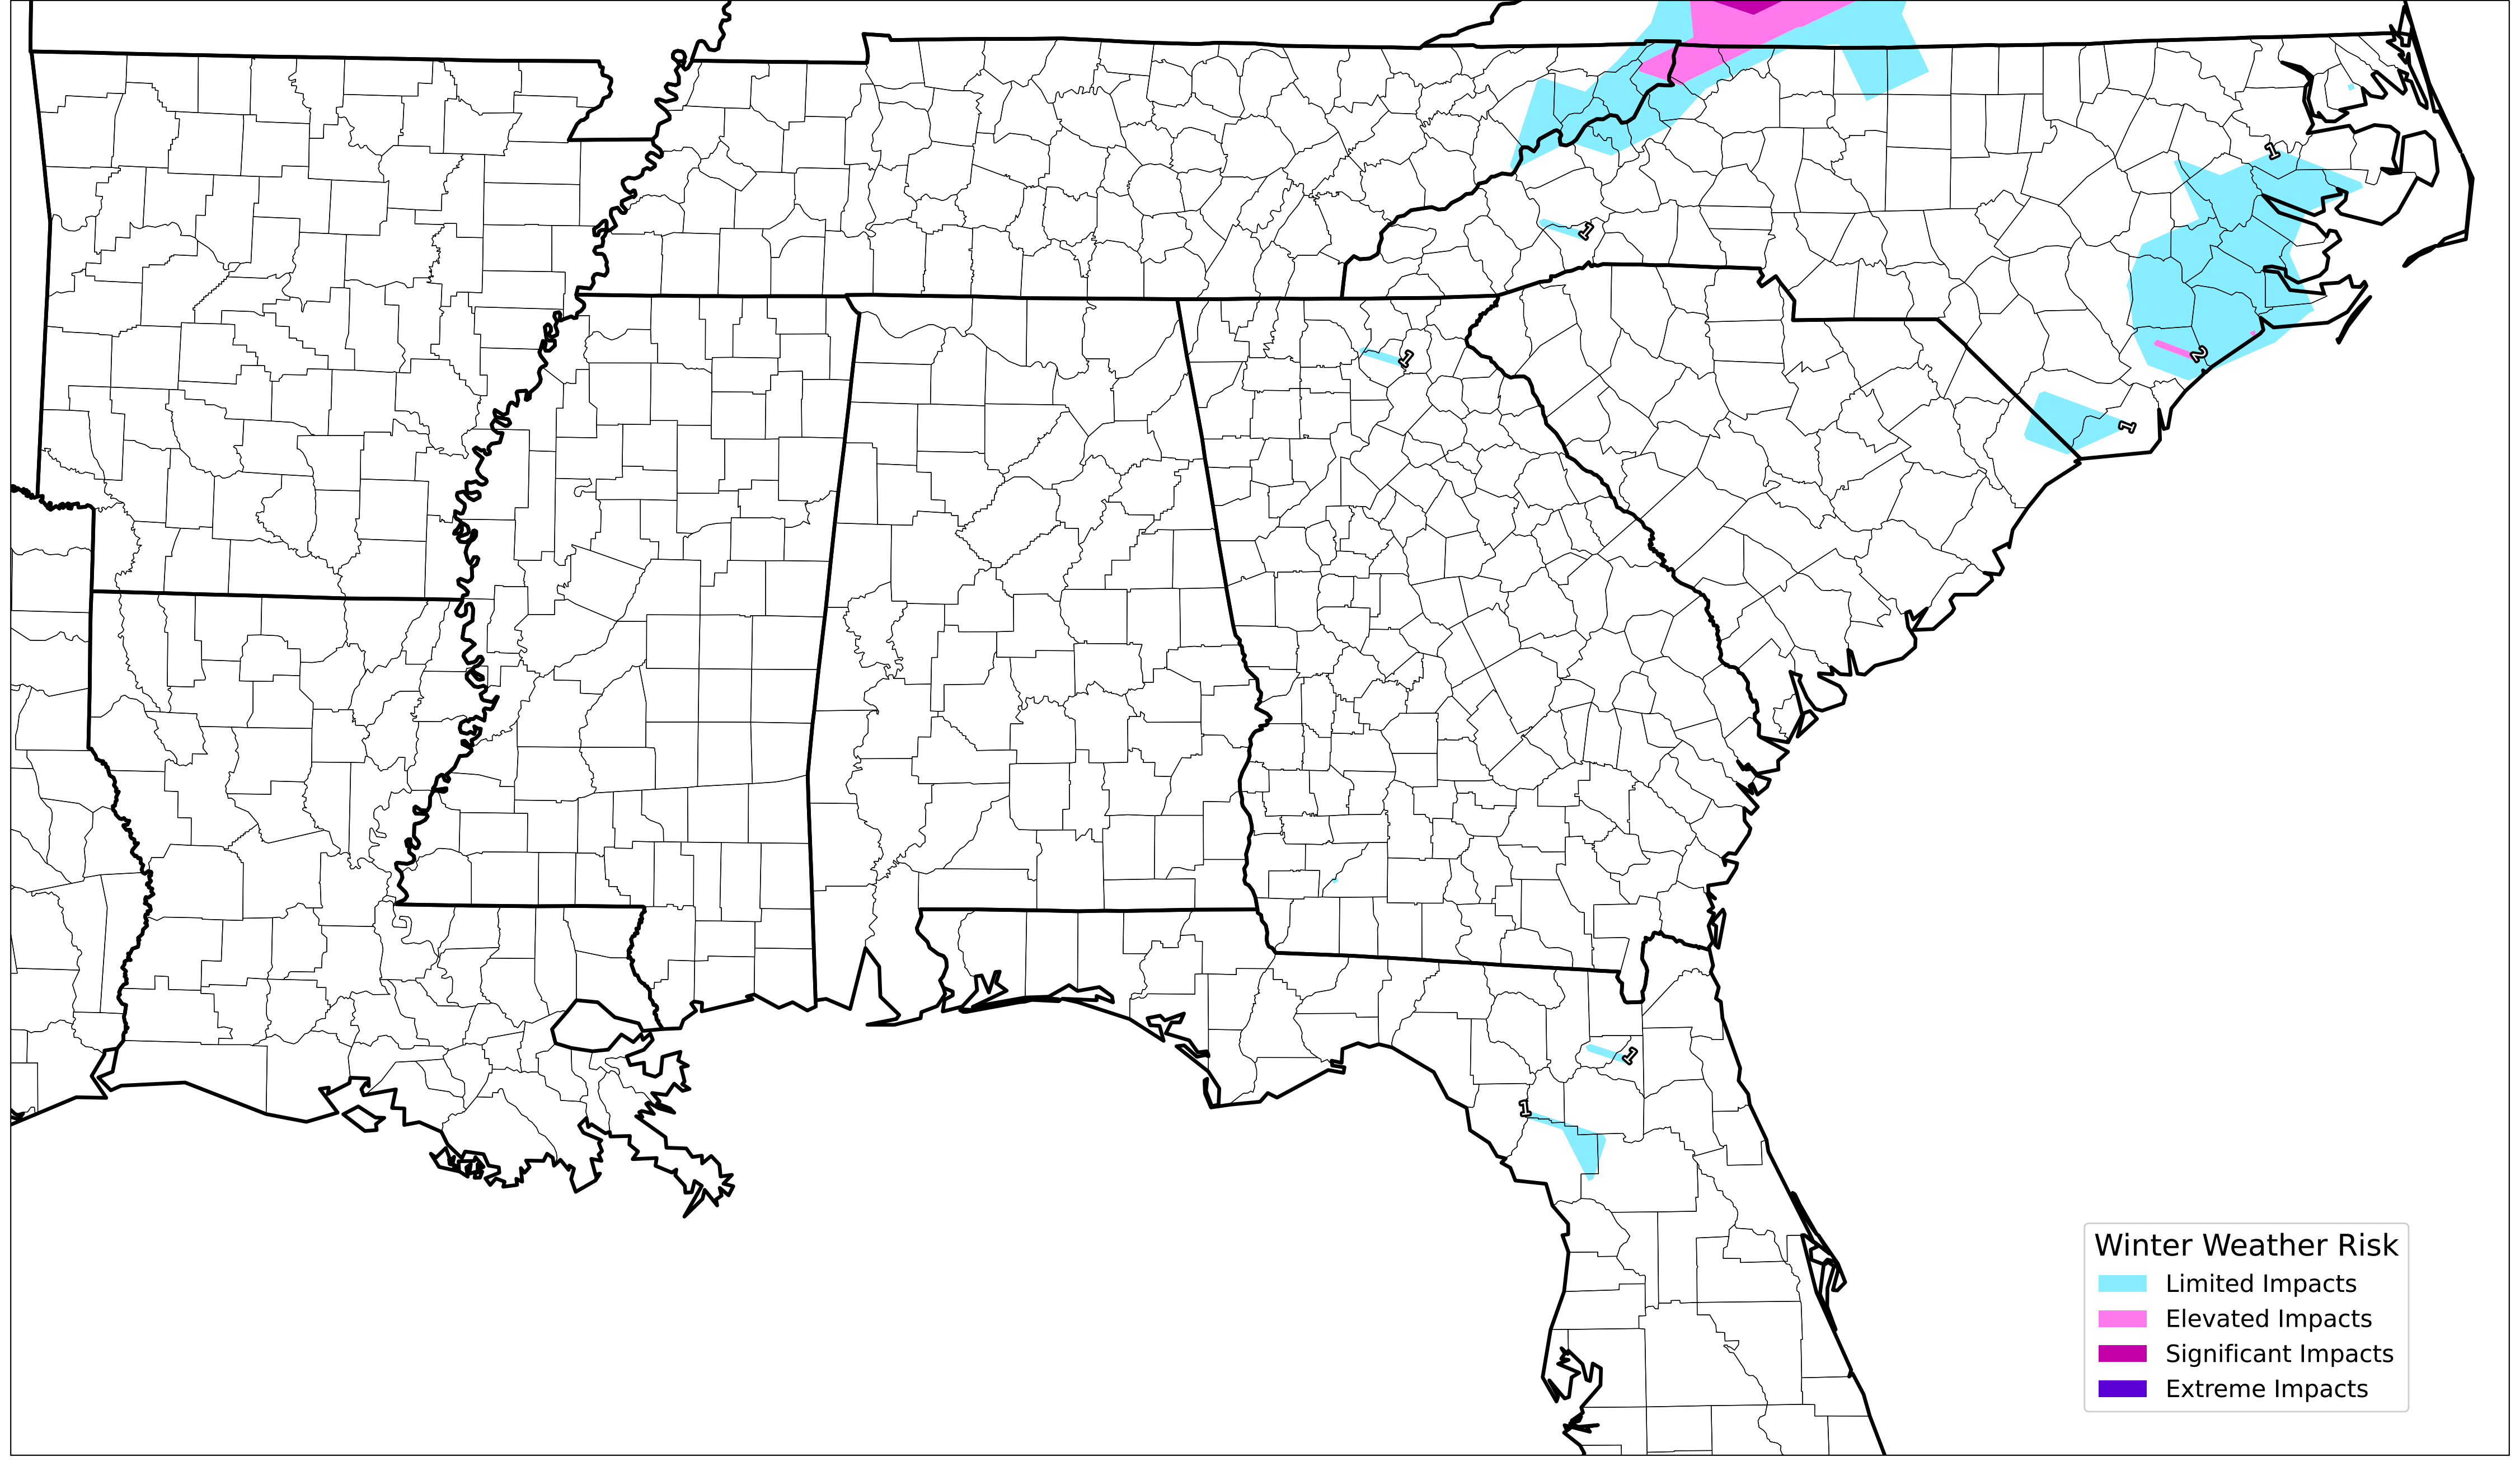 1
1
1
2
1
1
1
Winter Weather Risk
Limited Impacts
Elevated Impacts
Significant Impacts
Extreme Impacts